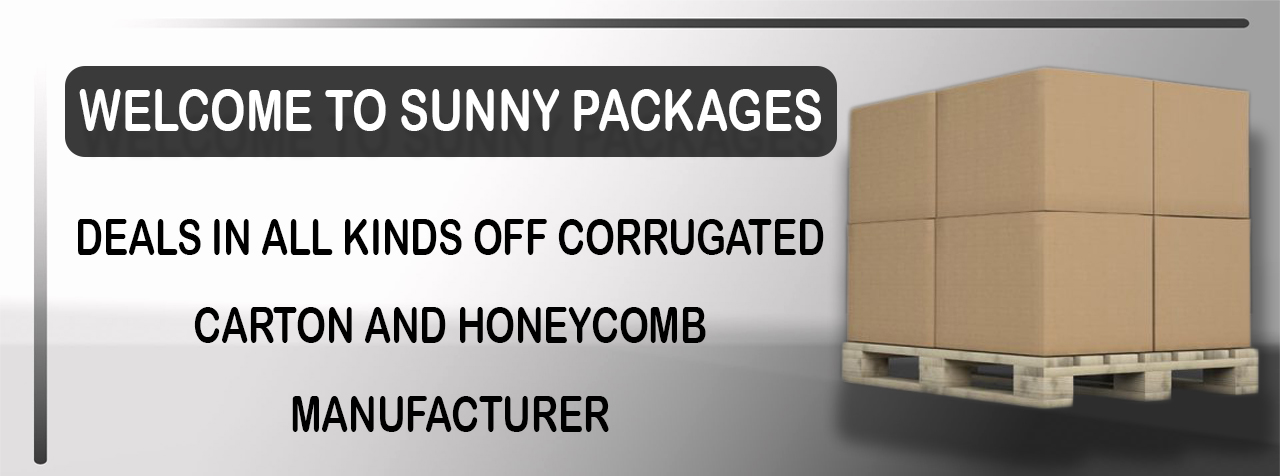 WELCOME TO SUNNY PACKAGES
DEALS IN ALL KINDS OFF CORRUGATED
CARTON AND HONEYCOMB
MANUFACTURER